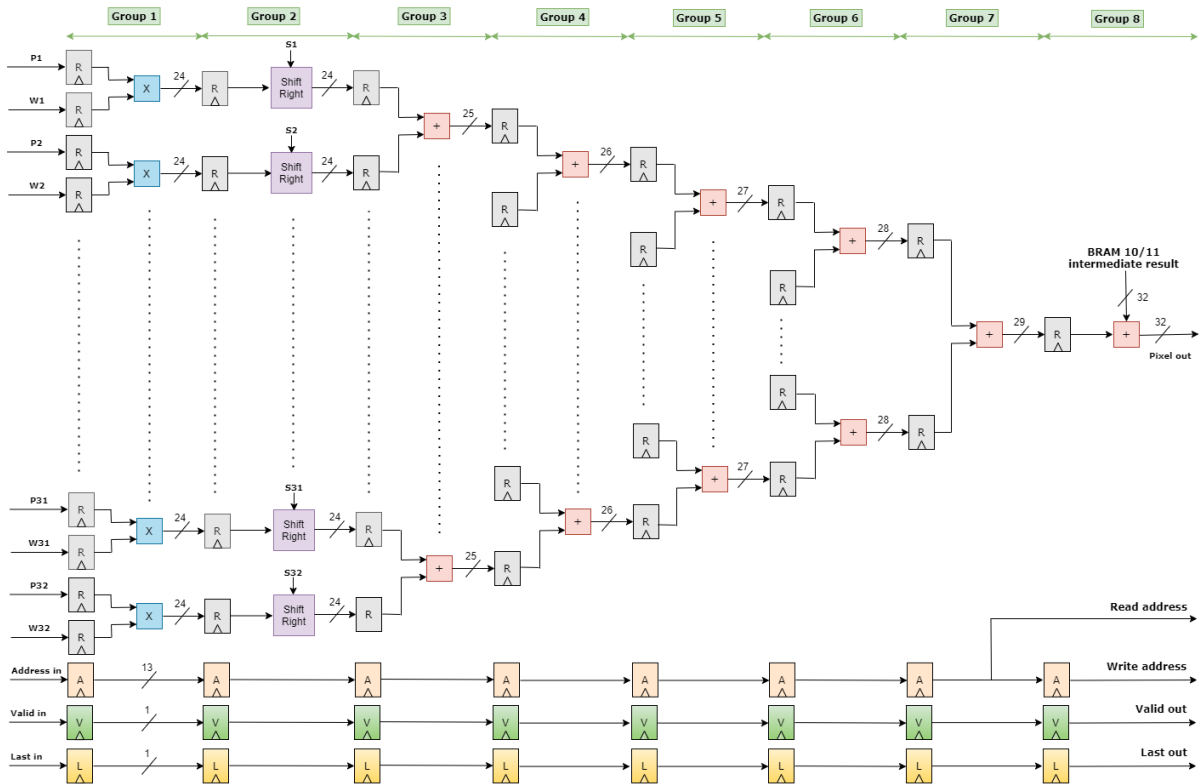 Group 1
Group 2
Group 3
Group 4
Group 5
Group 6
Group 7
Group 8
P1
R
X
24
R
S1
Shift
Right
24
R
W1
R
+
25
R
P2
R
X
24
R
S2
Shift
Right
24
R
W2
R
+
26
R
R
+
27
R
R
+
28
R
R
BRAM 10/11
intermediate result
32
+
29
R
+
32
Pixel out
R
+
28
R
R
+
27
R
R
+
26
R
P31
R
X
24
R
S31
Shift
Right
24
R
W31
R
+
25
R
P32
R
X
24
R
S32
Shift
Right
24
R
W32
R
Read address
Address in
A
13
A
A
A
A
A
A
A
Write address
Valid in
V
1
V
V
V
V
V
V
V
Valid out
Last in
L
1
L
L
L
L
L
L
L
Last out